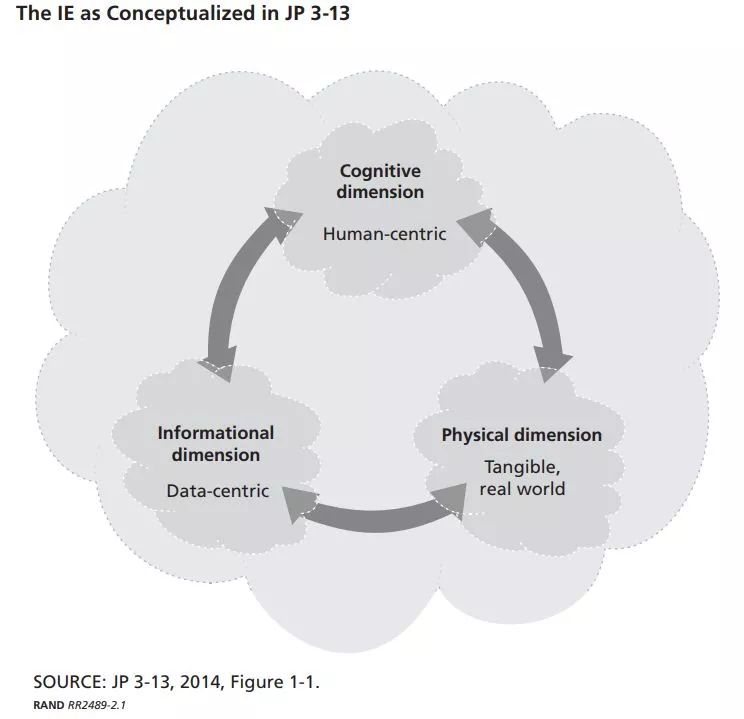 The IE as Conceptualized in JP 3-13
Cognitive
dimension
Human-centric
Informational
dimension
Data-centric
Physical dimension
Tangible,
real world
SOURCE: JP 3-13, 2014, Figure 1-1.
RAND RR2489-2.1